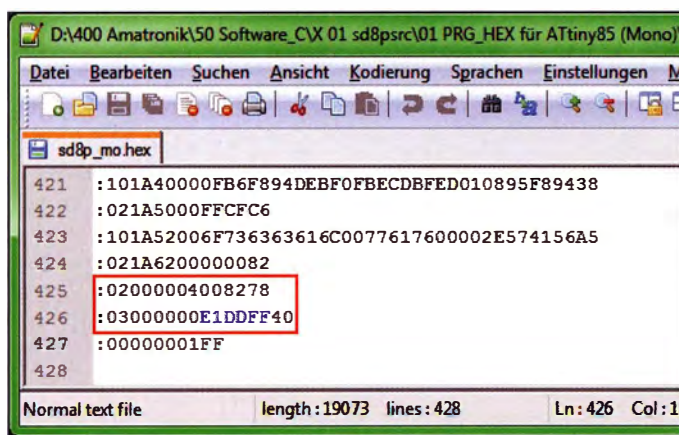 D:\400 Amatronik\50 Software_C\X 01 sd8psrc\01 PRG_HEX für ATtiny85 (Mono)\
Datei Bearbeiten Suchen Ansicht Kodierung Sprachen Einstellungen M
sd8p_mo.hex
421 :101A40000FB6F894DEBF0FBECDBFED010895F89438
422 :021A5000FFCFC6
423 :101A52006F736363616C0077617600002E574156A5
424 :021A6200000082
425 :02000004008278
426 :03000000E1DDFF40
427 :00000001FF
428
Normal text file length : 19073 lines : 428 Ln : 426 Col : 1